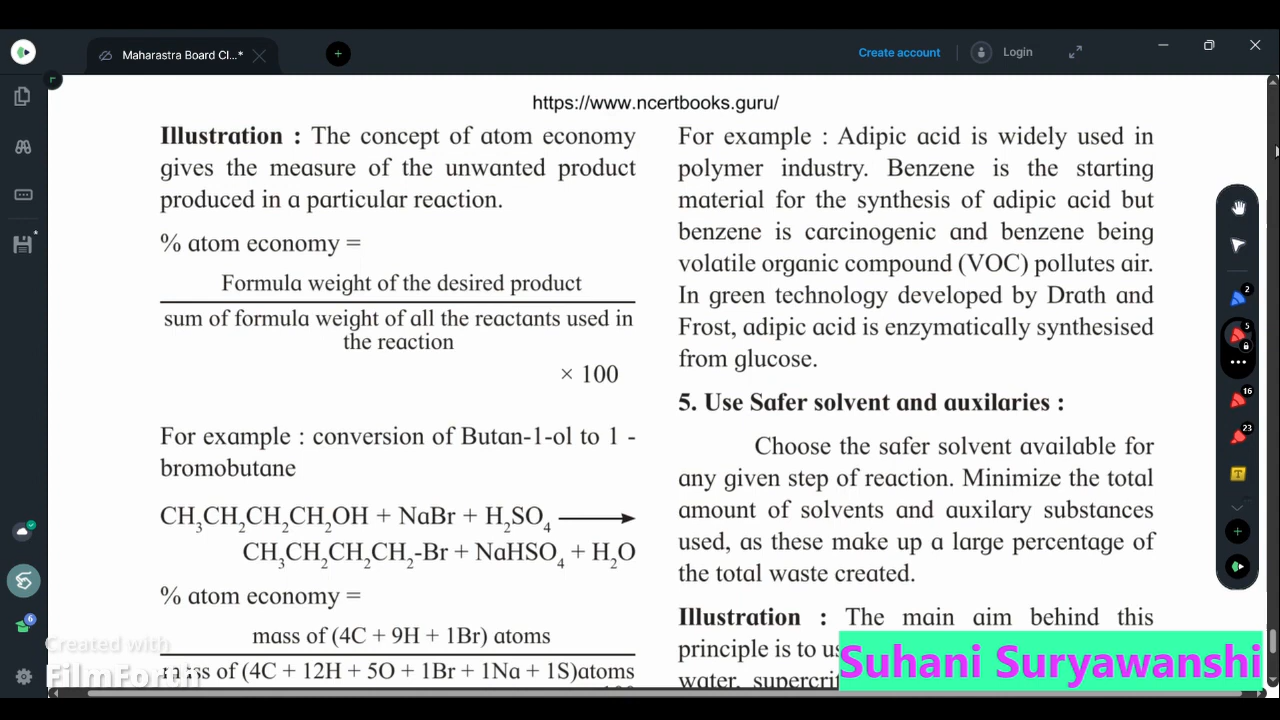 Maharastra Board Cl...*
Create account
Login
https://www.ncertbooks.guru/
Illustration : The concept of atom economy
gives the measure of the unwanted product
produced in a particular reaction.
% atom economy =
Formula weight of the desired product
sum of formula weight of all the reactants used in
the reaction
× 100
For example : conversion of Butan-1-ol to 1 -
bromobutane
CH₃CH₂CH₂CH₂OH + NaBr + H₂SO₄ ⟶
CH₃CH₂CH₂CH₂-Br + NaHSO₄ + H₂O
% atom economy =
mass of (4C + 9H + 1Br) atoms
mass of (4C + 12H + 5O + 1Br + 1Na + 1S)atoms
For example : Adipic acid is widely used in
polymer industry. Benzene is the starting
material for the synthesis of adipic acid but
benzene is carcinogenic and benzene being
volatile organic compound (VOC) pollutes air.
In green technology developed by Drath and
Frost, adipic acid is enzymatically synthesised
from glucose.
5. Use Safer solvent and auxilaries :
Choose the safer solvent available for
any given step of reaction. Minimize the total
amount of solvents and auxilary substances
used, as these make up a large percentage of
the total waste created.
Illustration : The main aim behind this
principle is to
water,
2
5
16
23
T
6
Created with
FilmForth
Suhani Suryawanshi